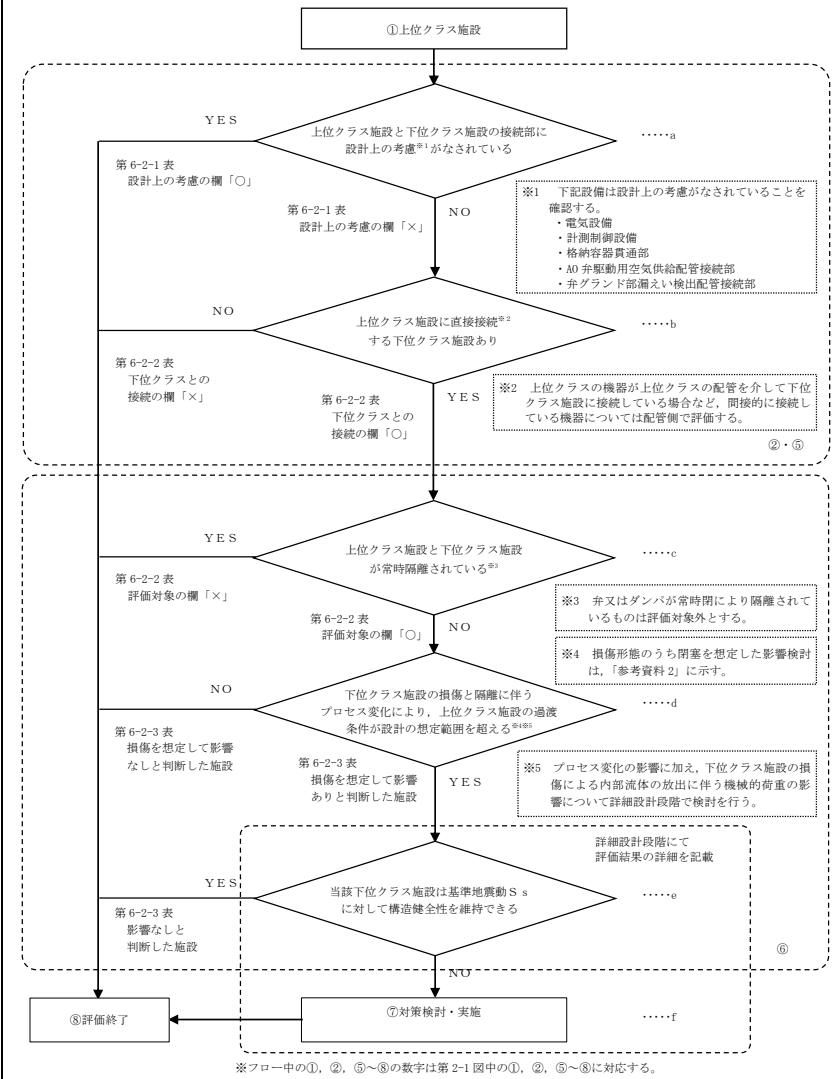 ①上位クラス施設
YES
上位クラス施設と下位クラス施設の接続部に
設計上の考慮※1がなされている
‥‥‥a
第 6-2-1 表
設計上の考慮の欄「○」
第 6-2-1 表
設計上の考慮の欄「×」
NO
※1 下記設備は設計上の考慮がなされていることを
確認する。
・電気設備
・計測制御設備
・格納容器貫通部
・AO 弁駆動用空気供給配管接続部
・弁グランド部漏えい検出配管接続部
NO
上位クラス施設に直接接続※2
する下位クラス施設あり
‥‥‥b
第 6-2-2 表
下位クラスとの
接続の欄「×」
第 6-2-2 表
下位クラスとの
接続の欄「○」
YES
※2 上位クラスの機器が上位クラスの配管を介して下位
クラス施設に接続している場合など，間接的に接続し
ている機器については配管側で評価する。
②・⑤
YES
上位クラス施設と下位クラス施設
が常時隔離されている※3
‥‥‥c
第 6-2-2 表
評価対象の欄「×」
第 6-2-2 表
評価対象の欄「○」
NO
※3 弁又はダンパが常時閉により隔離されて
いるものは評価対象外とする。
※4 損傷形態のうち閉塞を想定した影響検討
は，「参考資料 2」に示す。
NO
下位クラス施設の損傷と隔離に伴う
プロセス変化により，上位クラス施設の過渡
条件が設計の想定範囲を超える※4※5
‥‥‥d
第 6-2-3 表
損傷を想定して影響
なしと判断した施設
第 6-2-3 表
損傷を想定して影響
ありと判断した施設
YES
※5 プロセス変化の影響に加え，下位クラス施設の損
傷による内部流体の放出に伴う機械的荷重の影
響について詳細設計段階で検討を行う。
詳細設計段階にて
評価結果の詳細を記載
YES
当該下位クラス施設は基準地震動Ｓｓ
に対して構造健全性を維持できる
‥‥‥e
第 6-2-3 表
影響なしと
判断した施設
⑥
NO
⑧評価終了
⑦対策検討・実施
‥‥‥f
※フロー中の①，②，⑤～⑧の数字は第 2-1 図中の①，②，⑤～⑧に対応する。